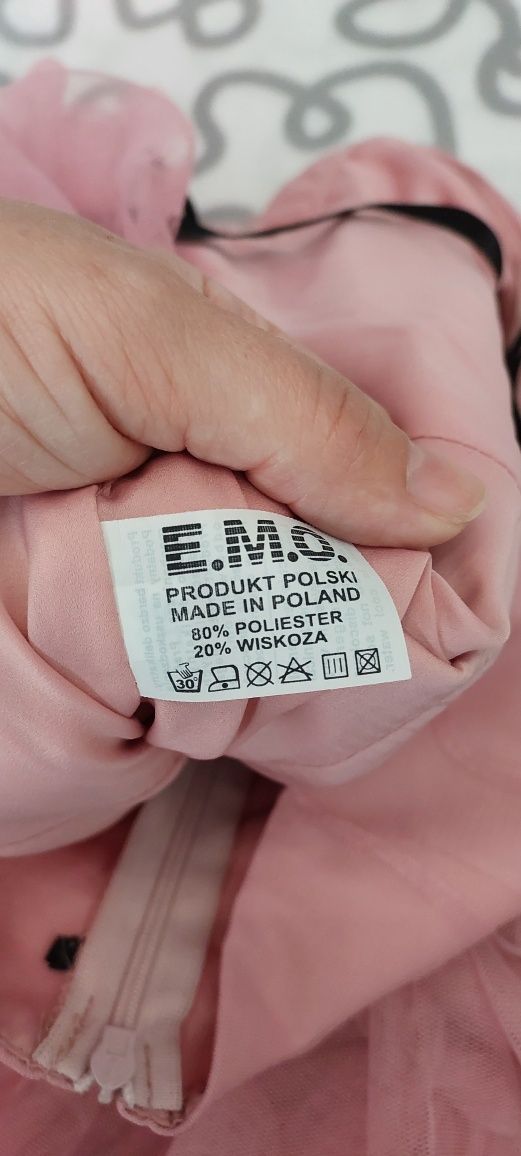 E.M.O.
PRODUKT POLSKI
MADE IN POLAND
80% POLIESTER
20% WISKOZA
30°